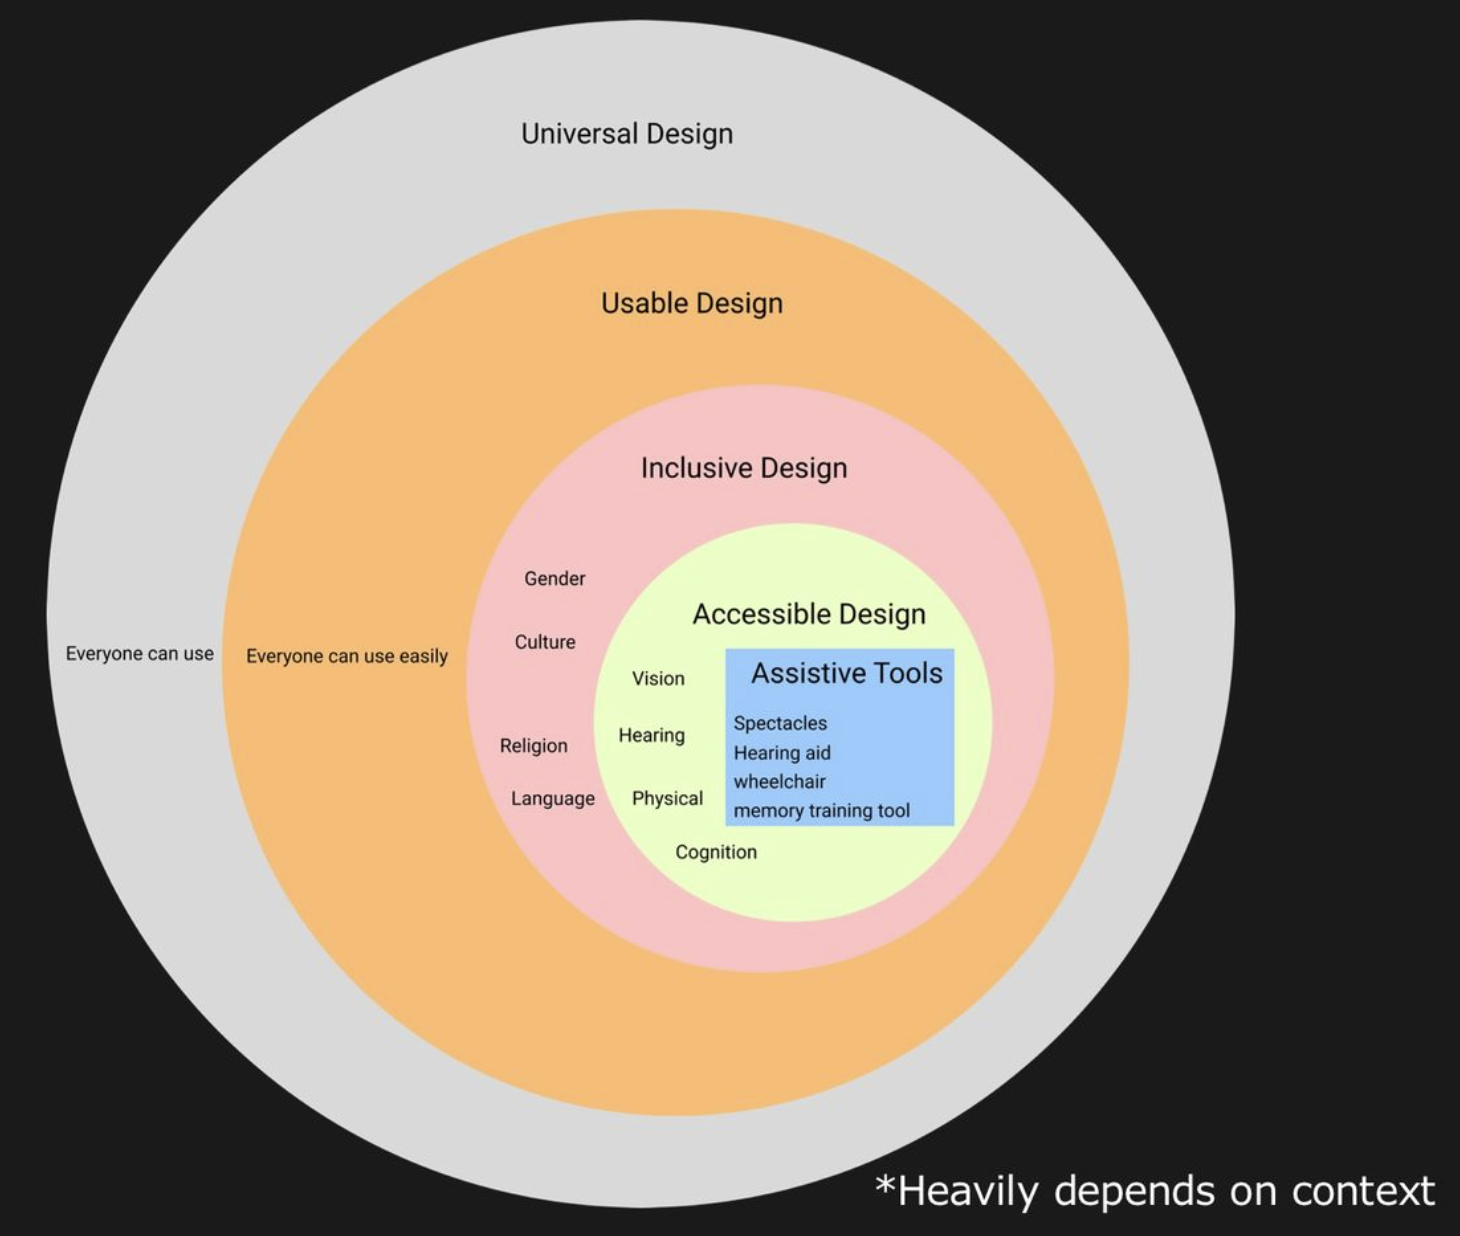 Universal Design
Usable Design
Inclusive Design
Gender
Accessible Design
Culture
Everyone can use
Everyone can use easily
Vision
Assistive Tools
Spectacles
Hearing
Religion
Hearing aid
wheelchair
Language
Physical
memory training tool
Cognition
*Heavily depends on context